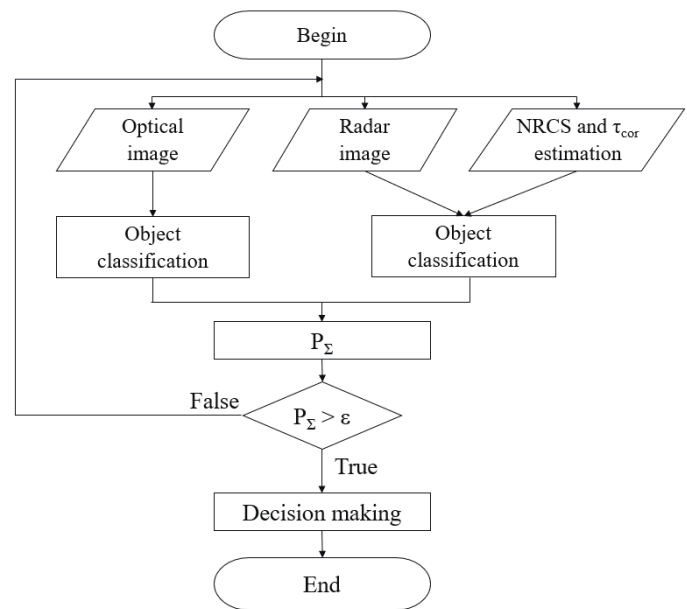 Begin
Optical
image
Radar
image
NRCS and τcor
estimation
Object
classification
Object
classification
PΣ
False
PΣ > ε
True
Decision making
End